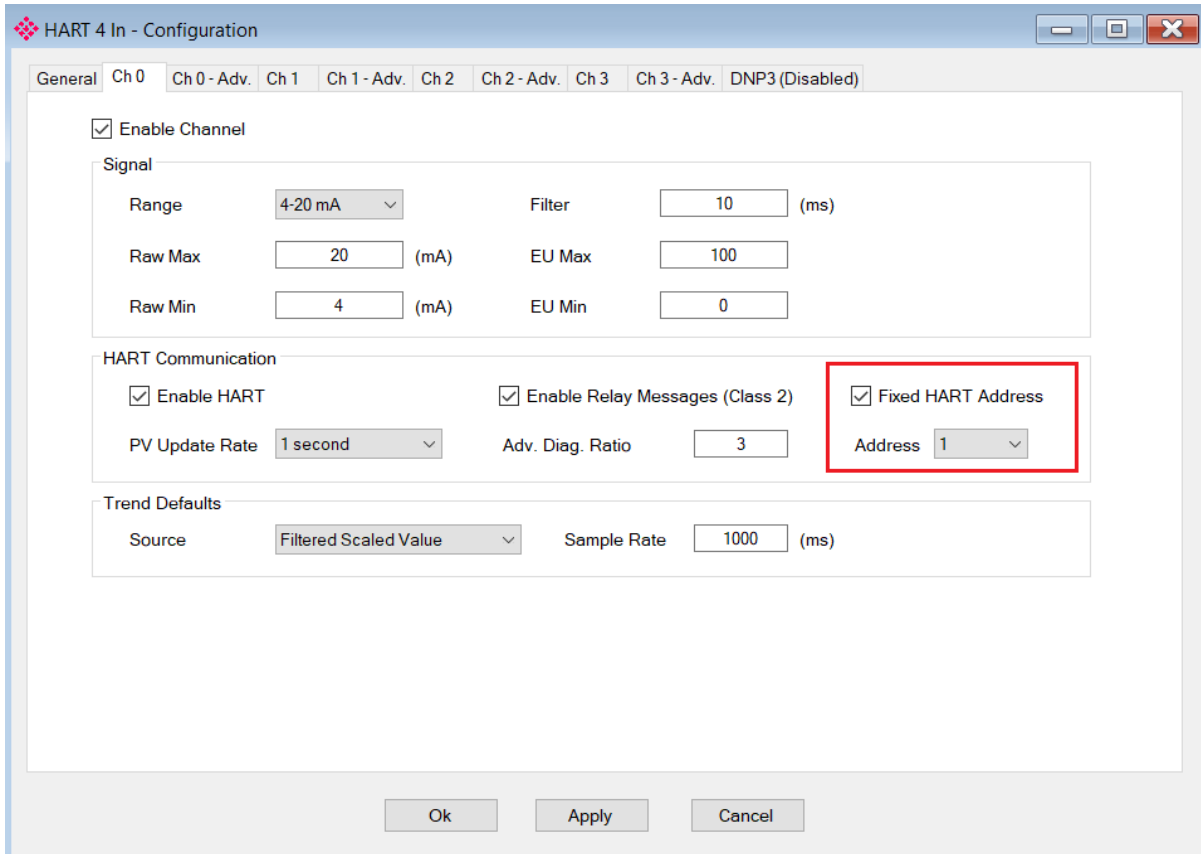 HART 4 In - Configuration
General Ch 0 Ch 0 - Adv. Ch 1 Ch 1 - Adv. Ch 2 Ch 2 - Adv. Ch 3 Ch 3 - Adv. DNP3 (Disabled)
Enable Channel
Signal
Range 4-20 mA Filter 10 (ms)
Raw Max 20 (mA) EU Max 100
Raw Min 4 (mA) EU Min 0
HART Communication
Enable HART Enable Relay Messages (Class 2) Fixed HART Address
PV Update Rate 1 second Adv. Diag. Ratio 3 Address 1
Trend Defaults
Source Filtered Scaled Value Sample Rate 1000 (ms)
Ok Apply Cancel